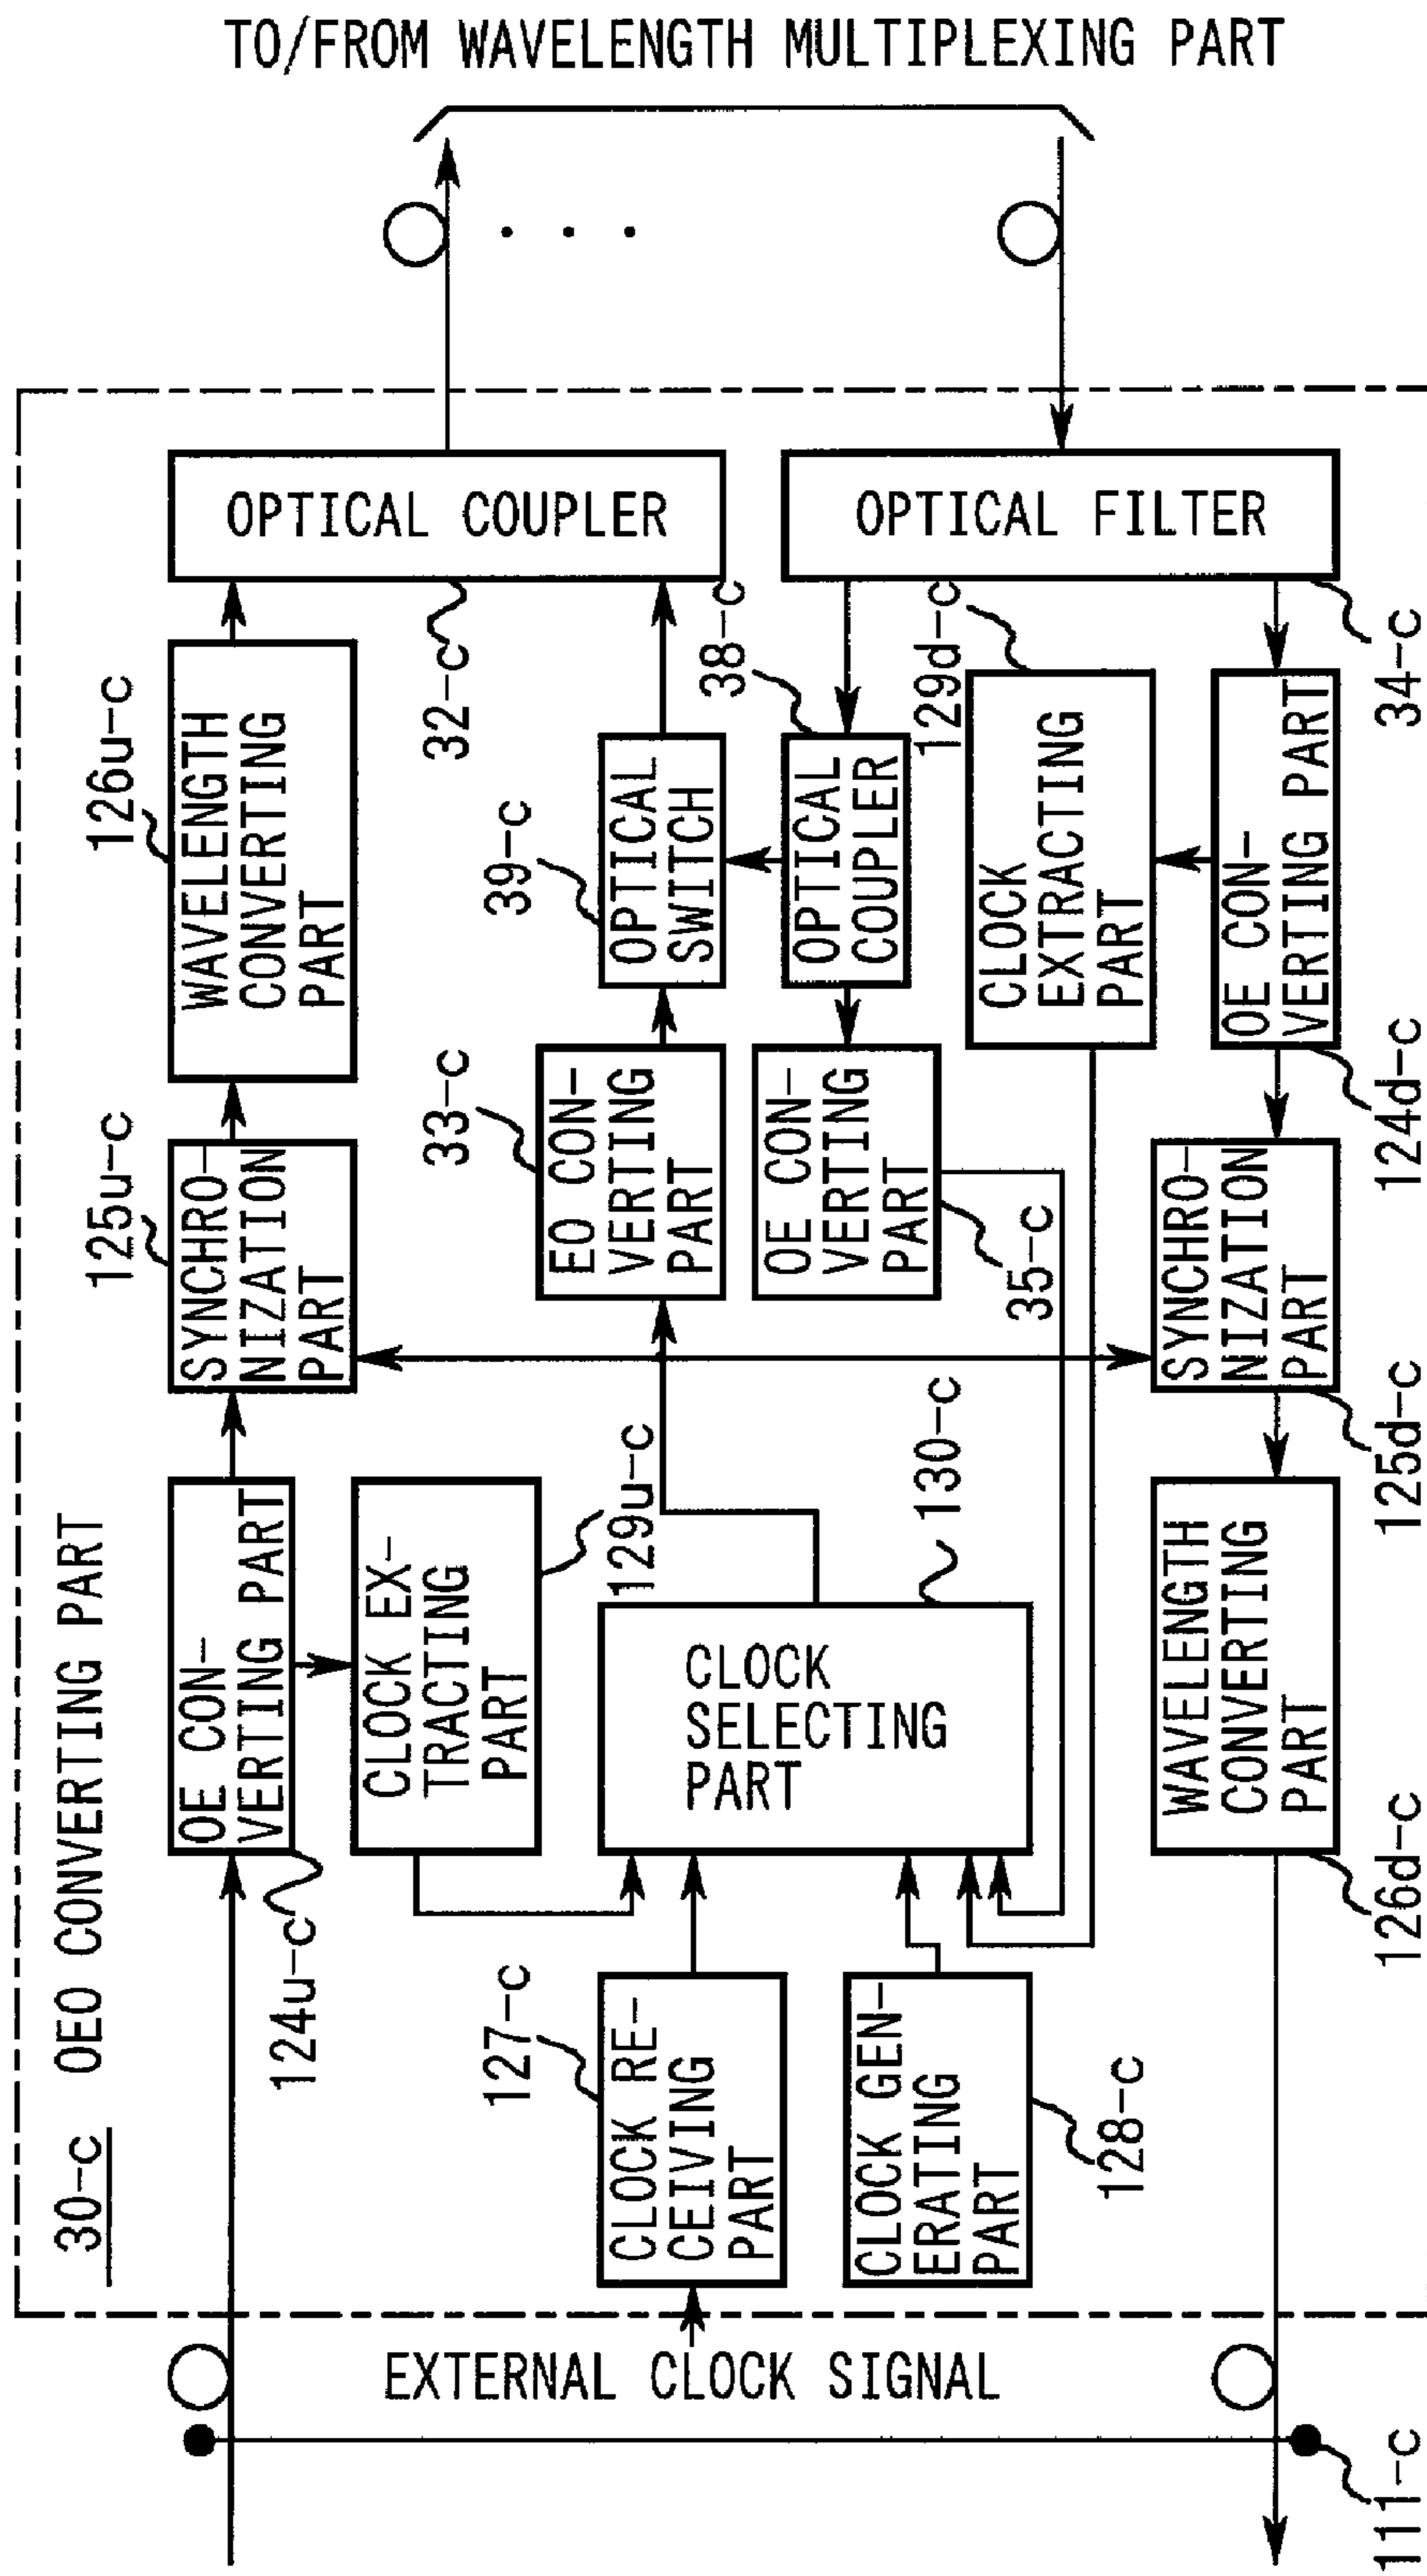 TO/FROM WAVELENGTH MULTIPLEXING PART
OPTICAL COUPLER
OPTICAL FILTER
32-c
38-c
129d-c
34-c
126u-c
WAVELENGTH
CONVERTING
PART
39-c
OPTICAL
SWITCH
OPTICAL
COUPLER
CLOCK
EXTRACTING
PART
OE CON-
VERTING PART
124d-c
125u-c
SYNCHRO-
NIZATION
PART
33-c
EO CON-
VERTING
PART
OE CON-
VERTING
PART
35-c
SYNCHRO-
NIZATION
PART
125d-c
30-c OEO CONVERTING PART
OE CON-
VERTING PART
124u-c
CLOCK EX-
TRACTING
PART
129u-c
130-c
CLOCK
SELECTING
PART
WAVELENGTH
CONVERTING
PART
126d-c
127-c
CLOCK RE-
CEIVING
PART
CLOCK GEN-
ERATING
PART
128-c
EXTERNAL CLOCK SIGNAL
111-c